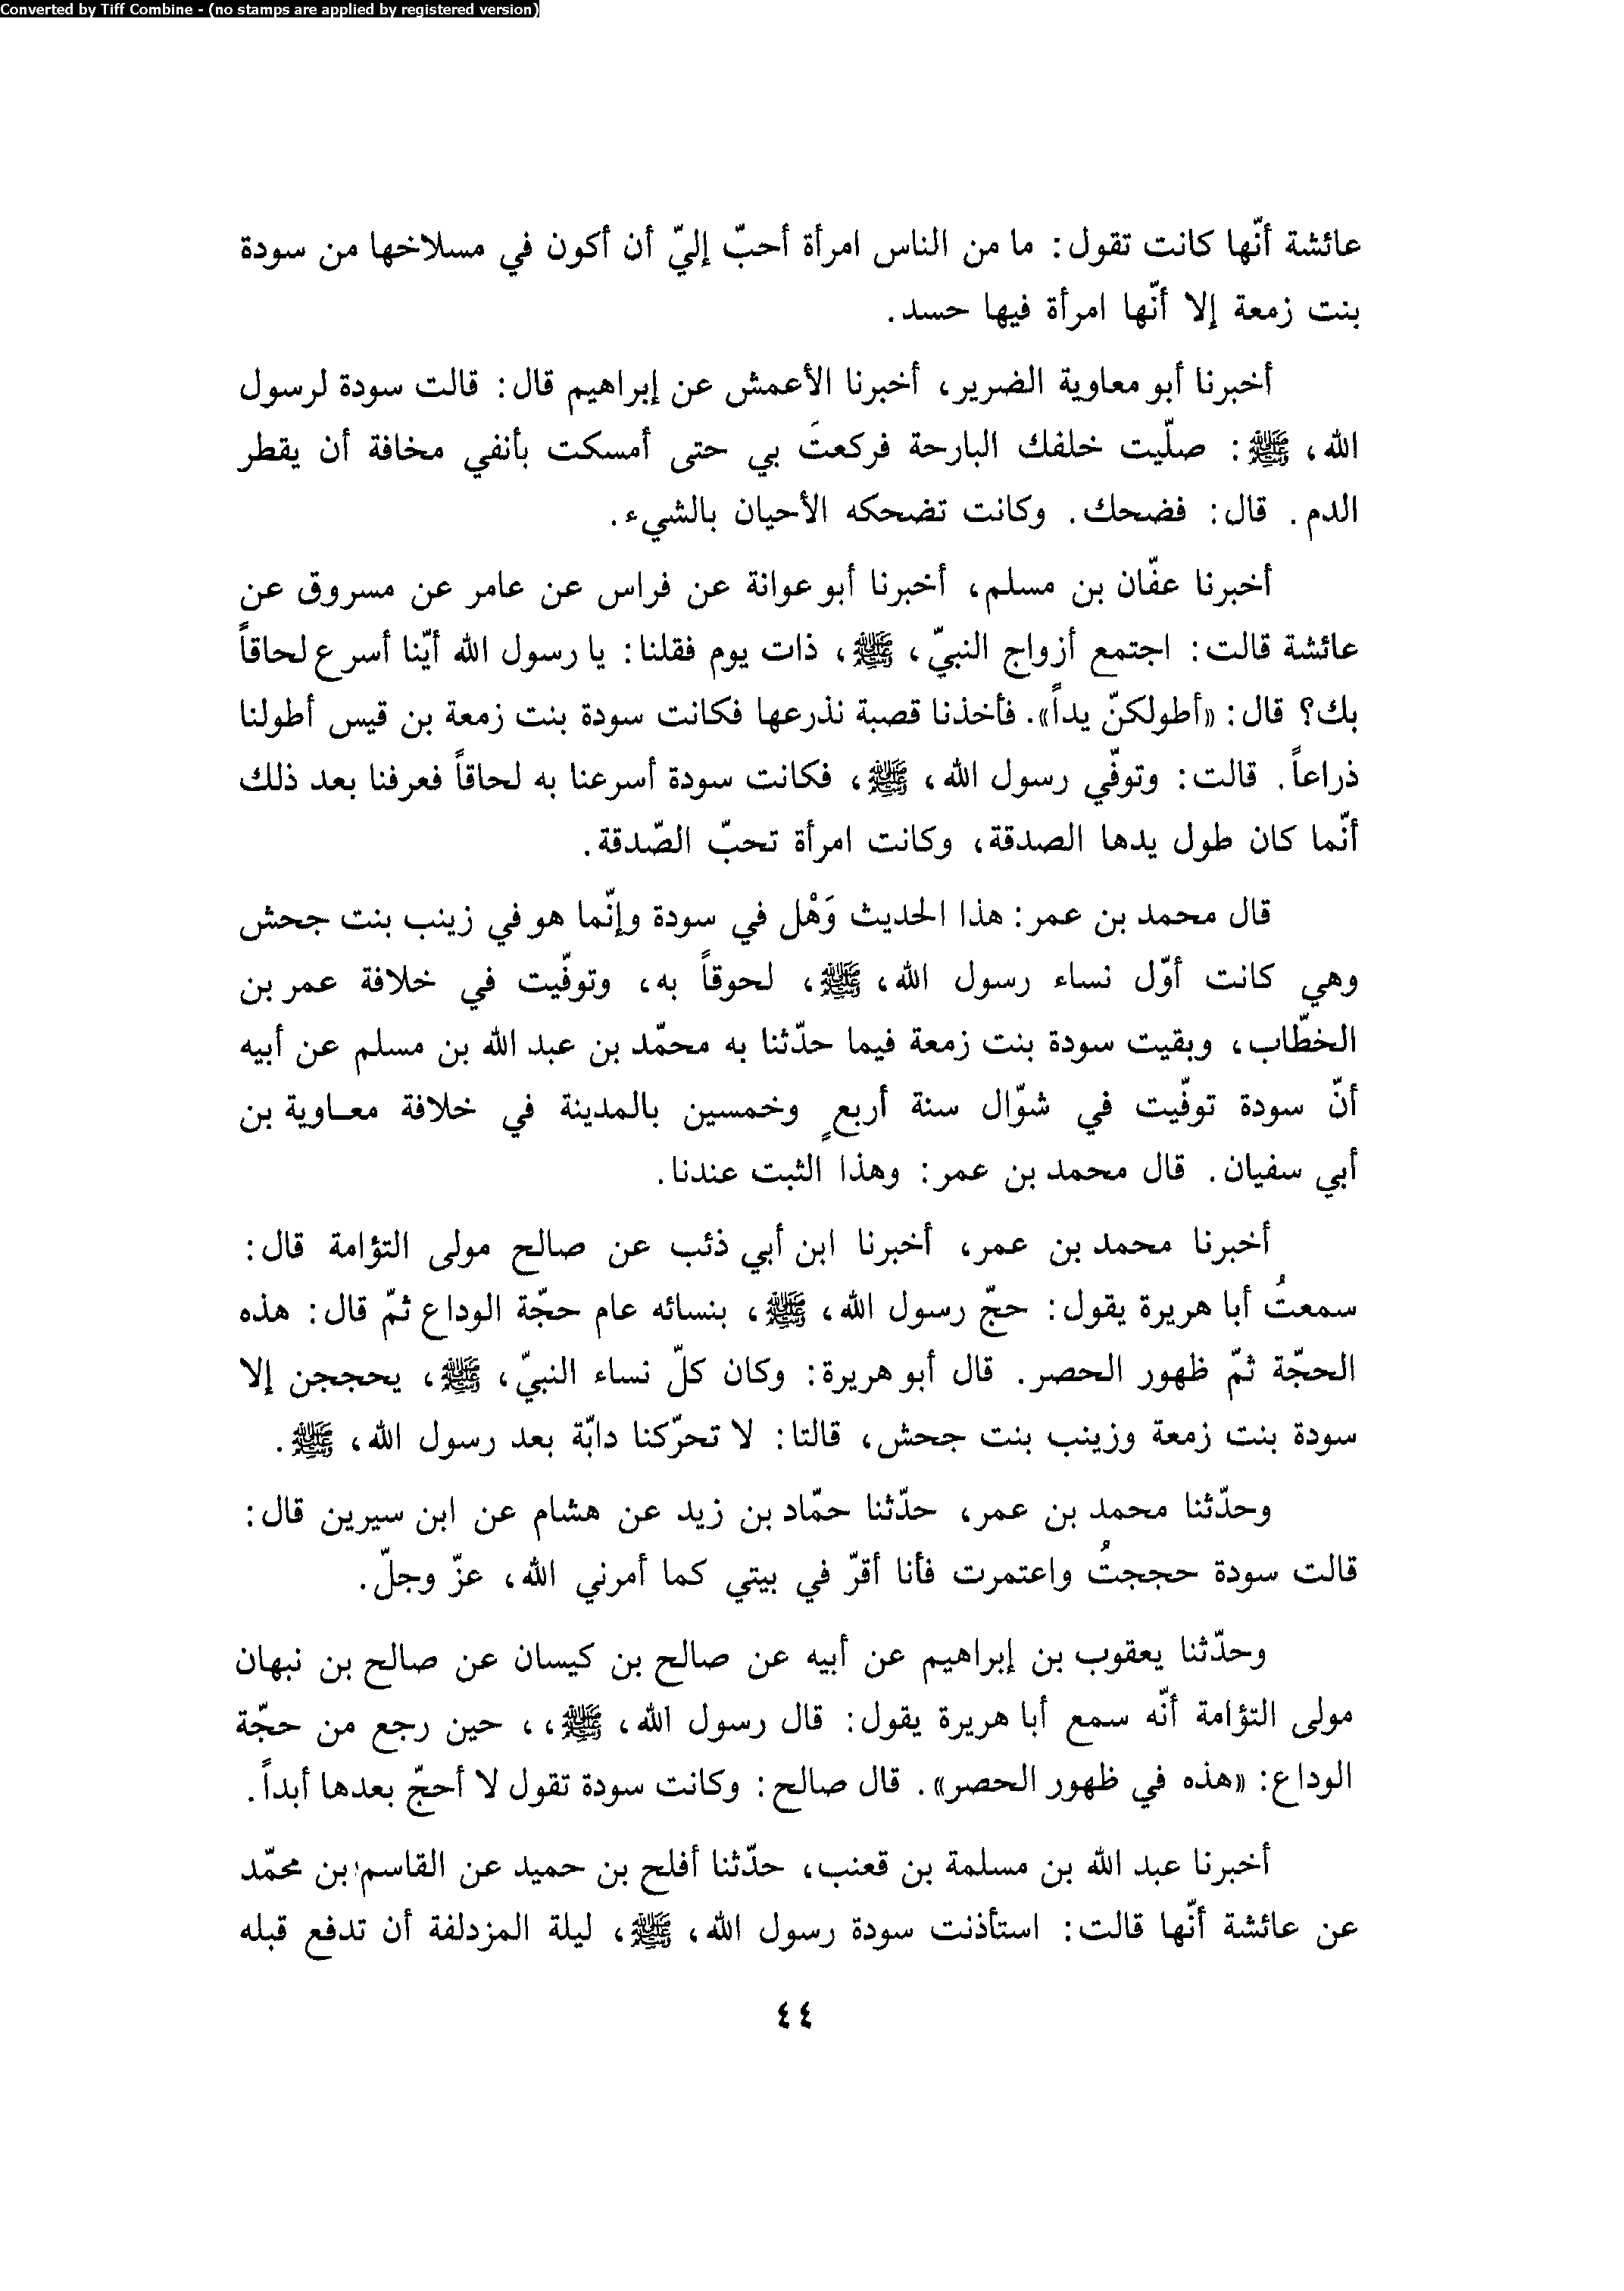 Converted by Tiff Combine - (no stamps are applied by registered version)
عائشة أنّها كانت تقول: ما من الناس امرأة أحبّ إليّ أن أكون في مسلاخها من سودة
بنت زمعة إلا أنّها امرأة فيها حسد.
أخبرنا أبو معاوية الضرير، أخبرنا الأعمش عن إبراهيم قال: قالت سودة لرسول
الله، ﷺ: صلّيت خلفك البارحة فركعتَ بي حتى أمسكت بأنفي مخافة أن يقطر
الدم. قال: فضحك. وكانت تضحكه الأحيان بالشيء.
أخبرنا عفّان بن مسلم، أخبرنا أبو عوانة عن فراس عن عامر عن مسروق عن
عائشة قالت: اجتمع أزواج النبيّ، ﷺ، ذات يوم فقلنا: يا رسول الله أيّنا أسرع لحاقاً
بك؟ قال: «أطولكنّ يداً». فأخذنا قصبة نذرعها فكانت سودة بنت زمعة بن قيس أطولنا
ذراعاً. قالت: وتوفّي رسول الله، ﷺ، فكانت سودة أسرعنا به لحاقاً فعرفنا بعد ذلك
أنّما كان طول يدها الصدقة، وكانت امرأة تحبّ الصّدقة.
قال محمد بن عمر: هذا الحديث وَهْل في سودة وإنّما هو في زينب بنت جحش
وهي كانت أوّل نساء رسول الله، ﷺ، لحوقاً به، وتوفّيت في خلافة عمر بن
الخطّاب، وبقيت سودة بنت زمعة فيما حدّثنا به محمّد بن عبد الله بن مسلم عن أبيه
أنّ سودة توفّيت في شوّال سنة أربعٍ وخمسين بالمدينة في خلافة معـاوية بن
أبي سفيان. قال محمد بن عمر: وهذا الثبت عندنا.
أخبرنا محمد بن عمر، أخبرنا ابن أبي ذئب عن صالح مولى التؤامة قال:
سمعتُ أبا هريرة يقول: حجّ رسول الله، ﷺ، بنسائه عام حجّة الوداع ثمّ قال: هذه
الحجّة ثمّ ظهور الحصر. قال أبو هريرة: وكان كلّ نساء النبيّ، ﷺ، يحججن إلا
سودة بنت زمعة وزينب بنت جحش، قالتا: لا تحرّكنا دابّة بعد رسول الله، ﷺ.
وحدّثنا محمد بن عمر، حدّثنا حمّاد بن زيد عن هشام عن ابن سيرين قال:
قالت سودة حججتُ واعتمرت فأنا أقرّ في بيتي كما أمرني الله، عزّ وجلّ.
وحدّثنا يعقوب بن إبراهيم عن أبيه عن صالح بن كيسان عن صالح بن نبهان
مولى التؤامة أنّه سمع أبا هريرة يقول: قال رسول الله، ﷺ،، حين رجع من حجّة
الوداع: «هذه في ظهور الحصر». قال صالح: وكانت سودة تقول لا أحجّ بعدها أبداً.
أخبرنا عبد الله بن مسلمة بن قعنب، حدّثنا أفلح بن حميد عن القاسم بن محمّد
عن عائشة أنّها قالت: استأذنت سودة رسول الله، ﷺ، ليلة المزدلفة أن تدفع قبله
٤٤